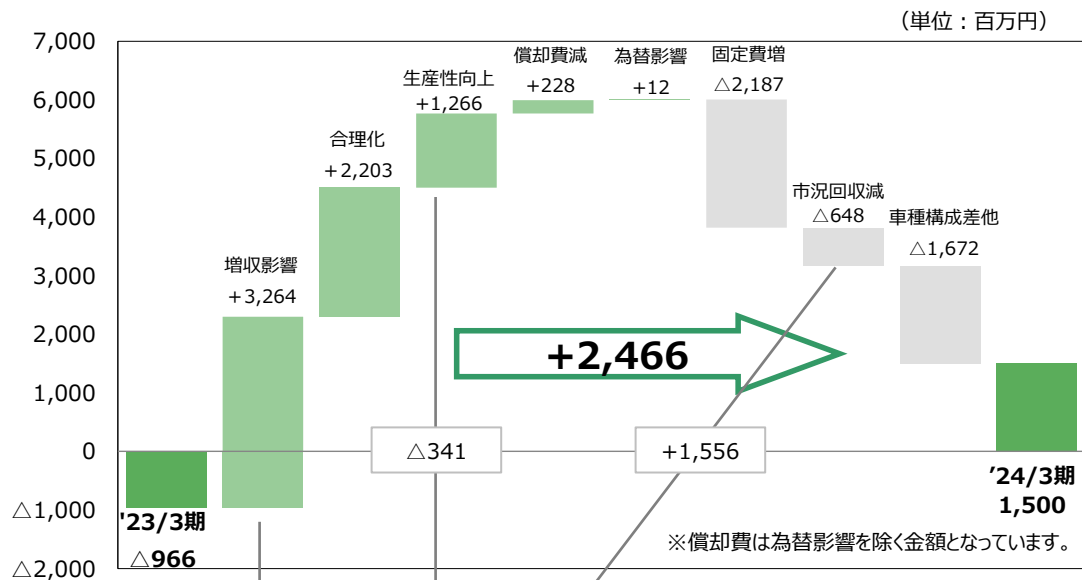 （単位：百万円）
7,000
6,000
5,000
4,000
3,000
2,000
1,000
0
△1,000
△2,000
'23/3期
△966
増収影響
+3,264
合理化
+2,203
生産性向上
+1,266
償却費減
+228
為替影響
+12
固定費増
△2,187
市況回収減
△648
車種構成差他
△1,672
+2,466
△341
+1,556
’24/3期
1,500
※償却費は為替影響を除く金額となっています。